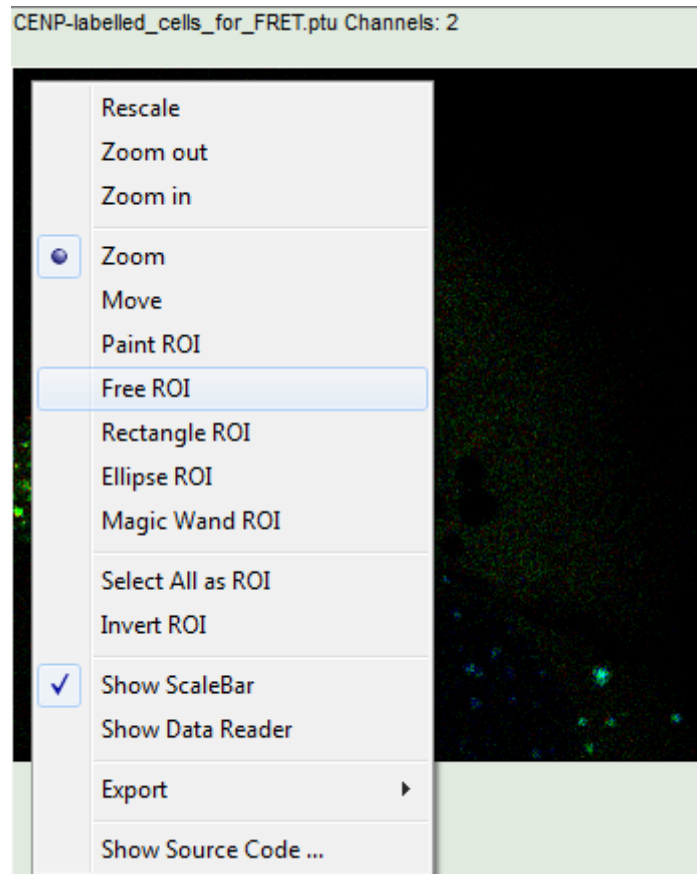 CENP-labelled_cells_for_FRET.ptu Channels: 2
Rescale
Zoom out
Zoom in
Zoom
Move
Paint ROI
Free ROI
Rectangle ROI
Ellipse ROI
Magic Wand ROI
Select All as ROI
Invert ROI
Show ScaleBar
Show Data Reader
Export
Show Source Code ...